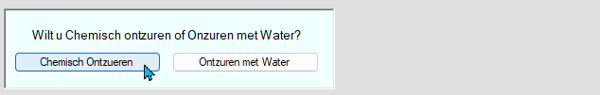 Wilt u Chemisch ontzuren of Onzuren met Water?
Chemisch Ontzueren
Ontzuren met Water